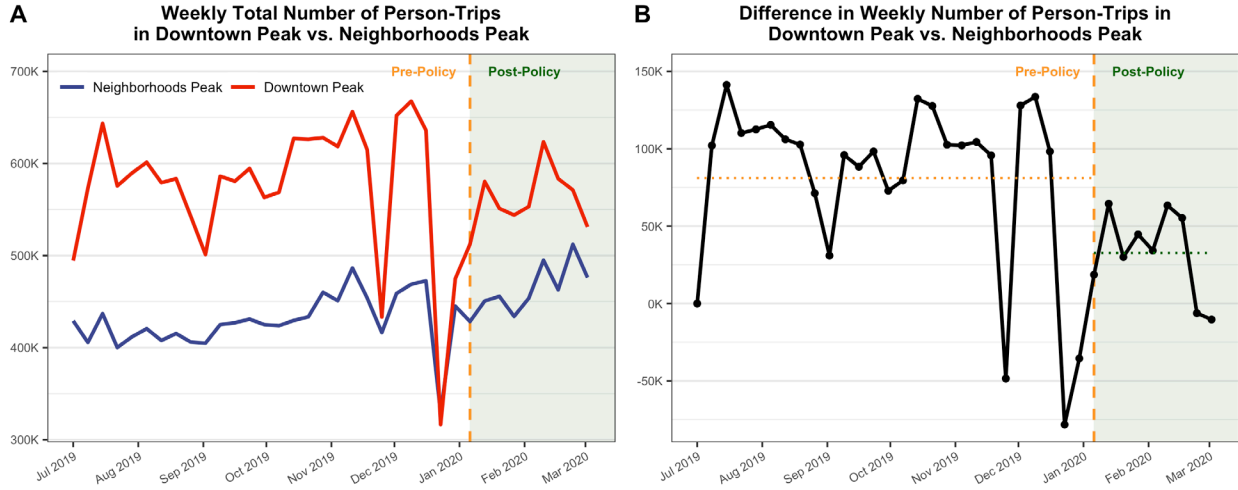 A
Weekly Total Number of Person-Trips
in Downtown Peak vs. Neighborhoods Peak
Pre-Policy
Post-Policy
Neighborhoods Peak
Downtown Peak
700K
600K
500K
400K
300K
Jul 2019
Aug 2019
Sep 2019
Oct 2019
Nov 2019
Dec 2019
Jan 2020
Feb 2020
Mar 2020
B
Difference in Weekly Number of Person-Trips in
Downtown Peak vs. Neighborhoods Peak
Pre-Policy
Post-Policy
150K
100K
50K
0K
-50K
Jul 2019
Aug 2019
Sep 2019
Oct 2019
Nov 2019
Dec 2019
Jan 2020
Feb 2020
Mar 2020